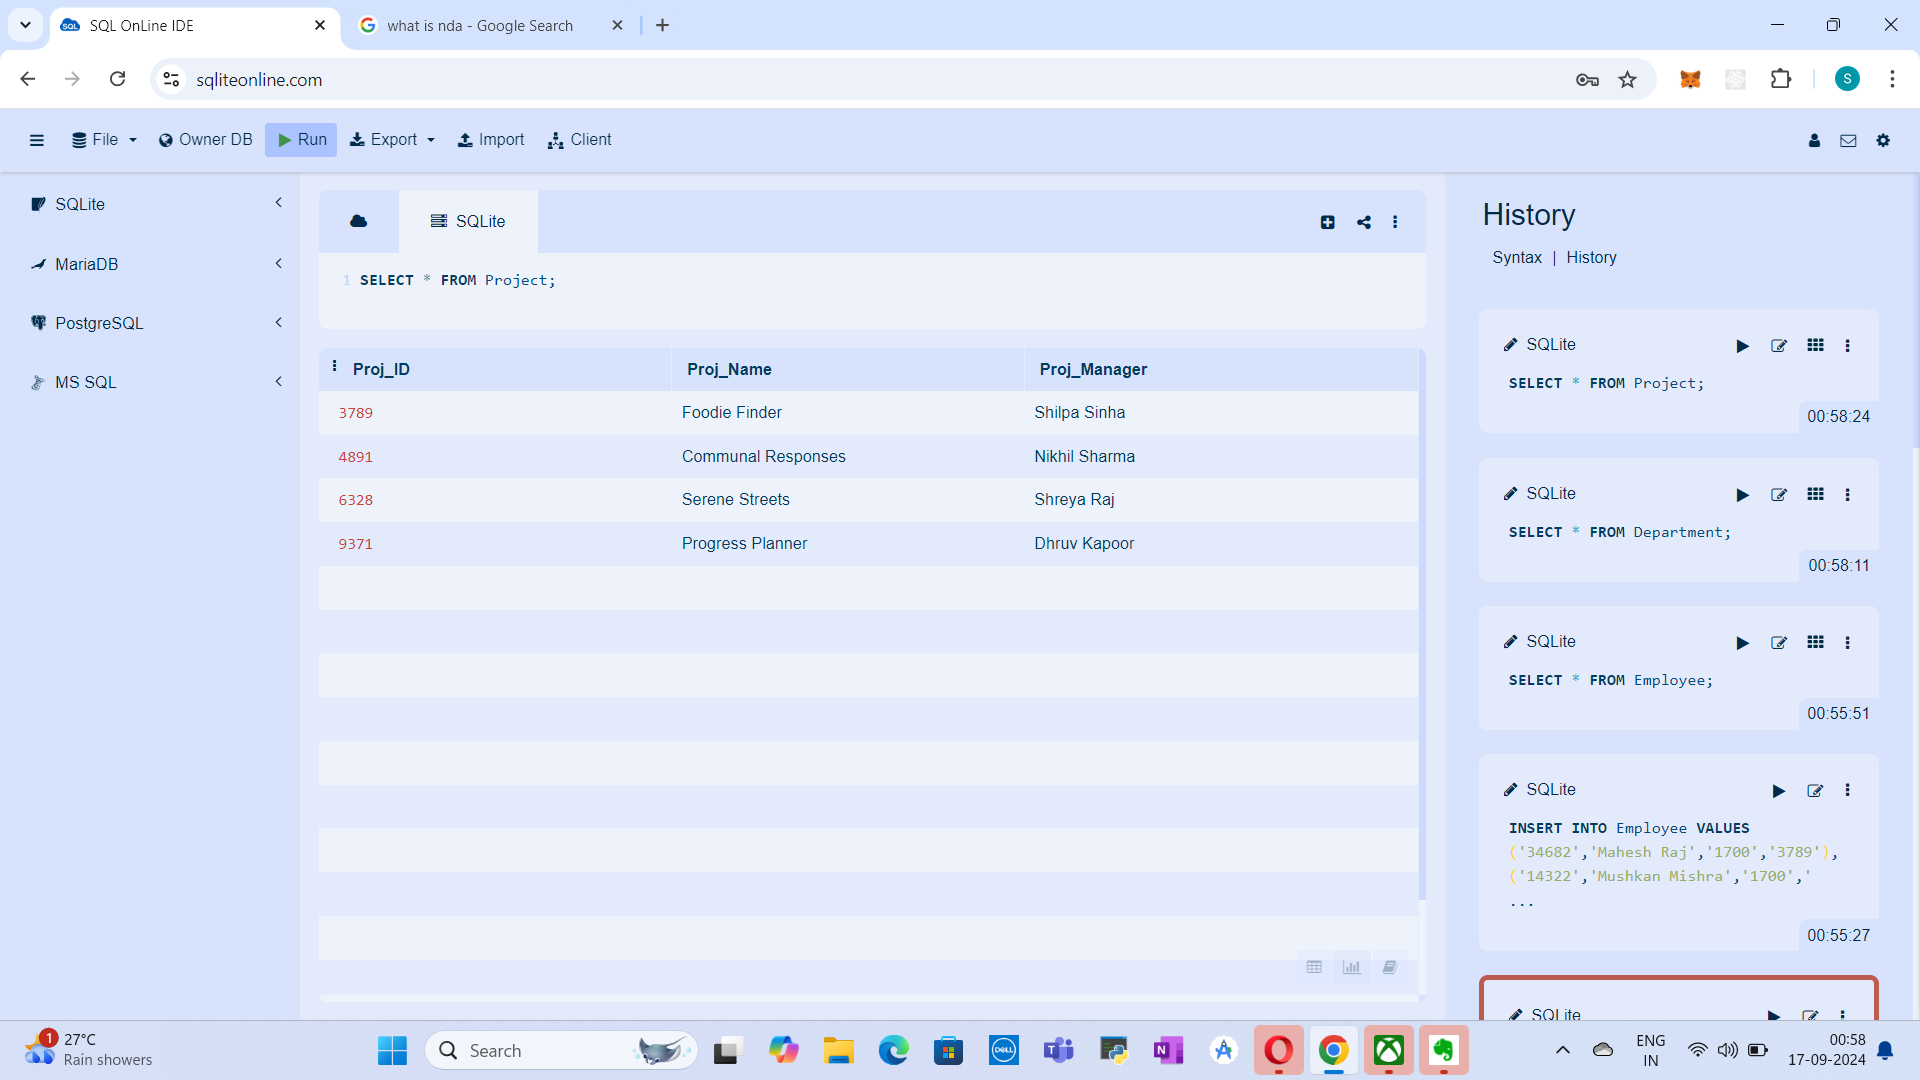 SQL OnLine IDE
what is nda - Google Search
sqliteonline.com
S
File
Owner DB
Run
Export
Import
Client
SQLite
MariaDB
PostgreSQL
MS SQL
SQLite
1 SELECT * FROM Project;
Proj_ID Proj_Name Proj_Manager
3789 Foodie Finder Shilpa Sinha
4891 Communal Responses Nikhil Sharma
6328 Serene Streets Shreya Raj
9371 Progress Planner Dhruv Kapoor
History
Syntax | History
SQLite
SELECT * FROM Project;
00:58:24
SQLite
SELECT * FROM Department;
00:58:11
SQLite
SELECT * FROM Employee;
00:55:51
SQLite
INSERT INTO Employee VALUES
('34682','Mahesh Raj','1700','3789'),
('14322','Mushkan Mishra','1700','
...
00:55:27
SQLite
1
27°C
Rain showers
Search
DELL
N
ENG
IN
00:58
17-09-2024